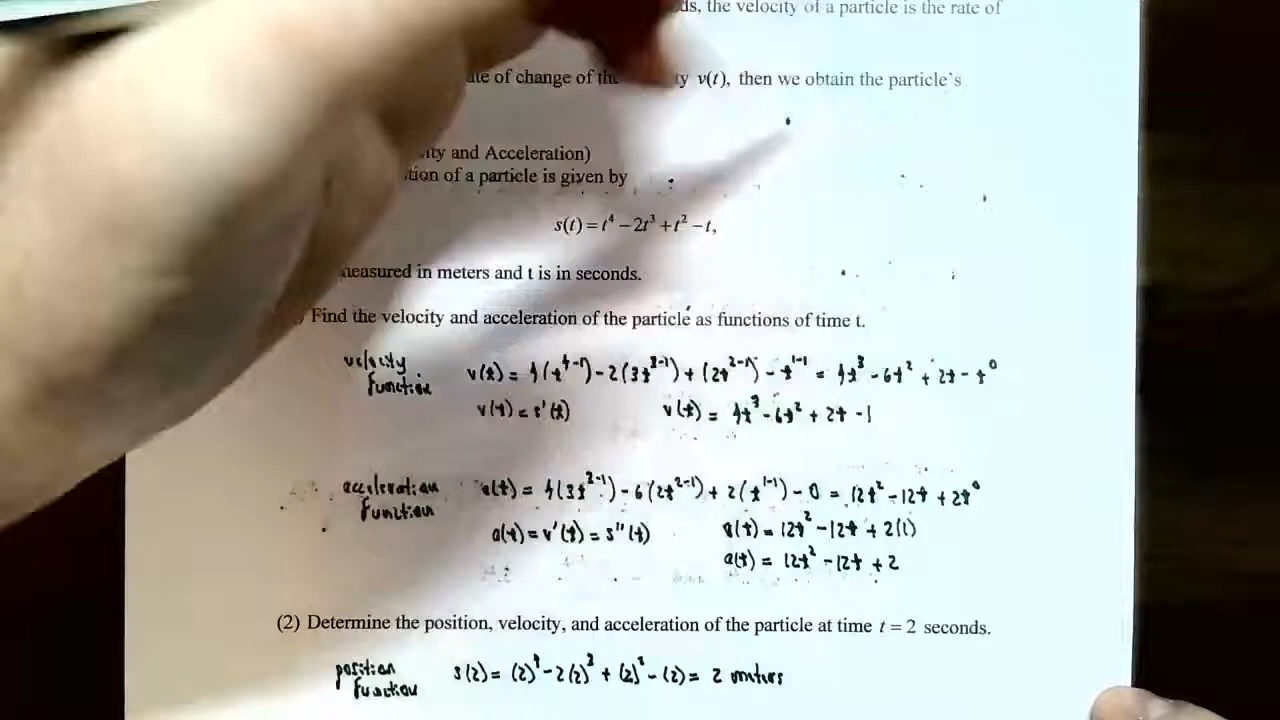 the velocity of a particle is the rate of
of change of the v(t), then we obtain the particle's
and Acceleration)
of a particle is given by
s(t) = t⁴ − 2t³ + t² − t,
measured in meters and t is in seconds.
Find the velocity and acceleration of the particle as functions of time t.
velocity function v(t) = 4(t⁴⁻¹) − 2(3t³⁻¹) + (2t²⁻¹) − t¹⁻¹ = 4t³ − 6t² + 2t − t⁰
v(t) = s'(t) v(t) = 4t³ − 6t² + 2t − 1
acceleration function a(t) = 4(3t³⁻¹) − 6(2t²⁻¹) + 2(t¹⁻¹) − 0 = 12t² − 12t + 2t⁰
a(t) = v'(t) = s''(t) a(t) = 12t² − 12t + 2(1)
a(t) = 12t² − 12t + 2
(2) Determine the position, velocity, and acceleration of the particle at time t = 2 seconds.
position function s(2) = (2)⁴ − 2(2)³ + (2)² − (2) = 2 meters